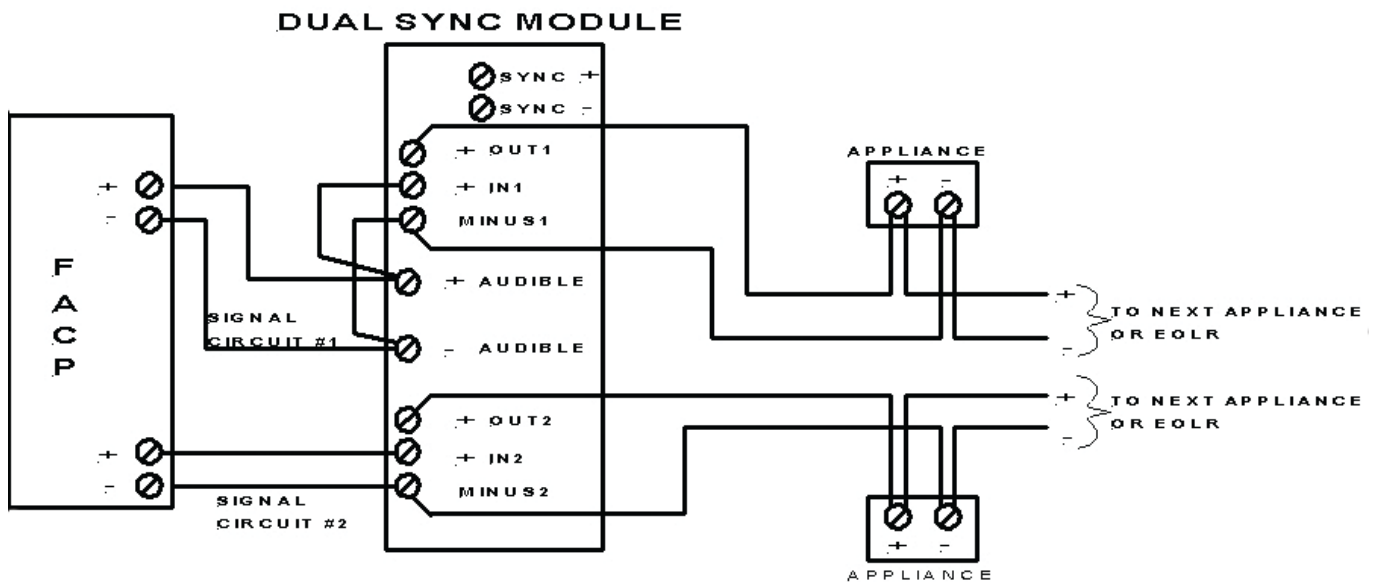 DUAL SYNC MODULE
SYNC +
SYNC -
+ OUT1
+ IN1
MINUS1
+ AUDIBLE
- AUDIBLE
+ OUT2
+ IN2
MINUS2
+
-
FACP
+
-
SIGNAL
CIRCUIT #1
SIGNAL
CIRCUIT #2
APPLIANCE
+ -
+
TO NEXT APPLIANCE
OR EOLR
-
+
TO NEXT APPLIANCE
OR EOLR
-
+ -
APPLIANCE